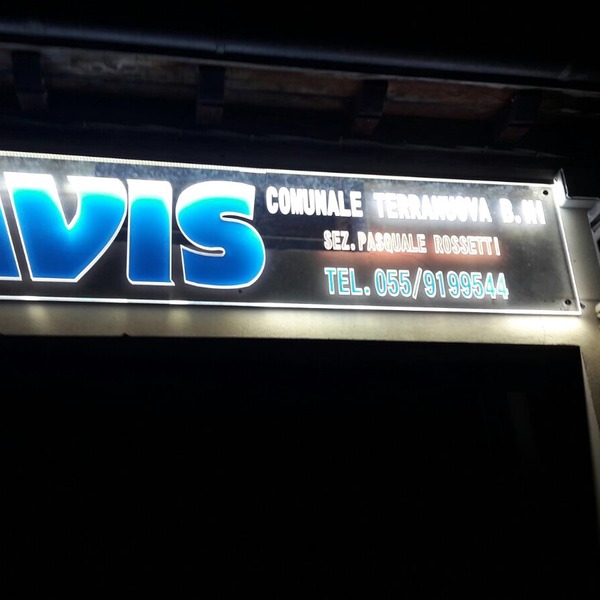 AVIS
COMUNALE TERRANUOVA B.NI
SEZ. PASQUALE ROSSETTI
TEL. 055/9199544